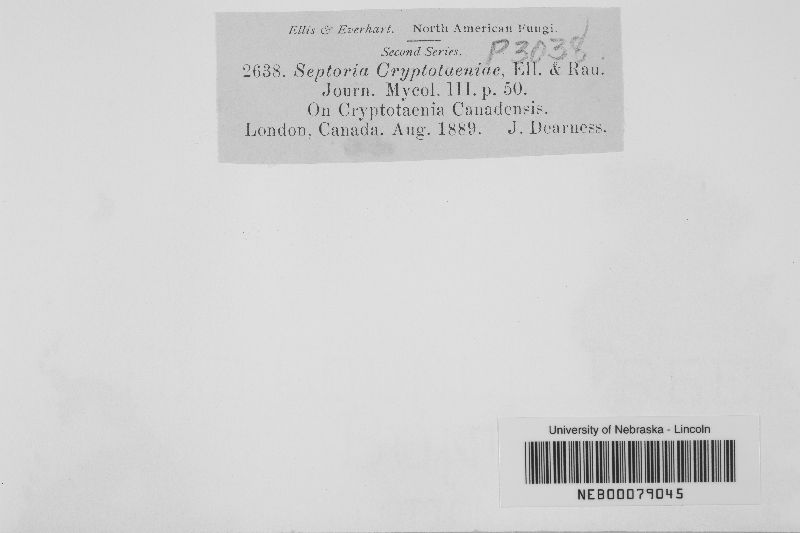 Ellis & Everhart. North American Fungi.
Second Series. P3038.
2638. Septoria Cryptotaeniae, Ell. & Rau.
Journ. Mycol. III. p. 50.
On Cryptotaenia Canadensis.
London, Canada. Aug. 1889. J. Dearness.
University of Nebraska - Lincoln
NEB00079045